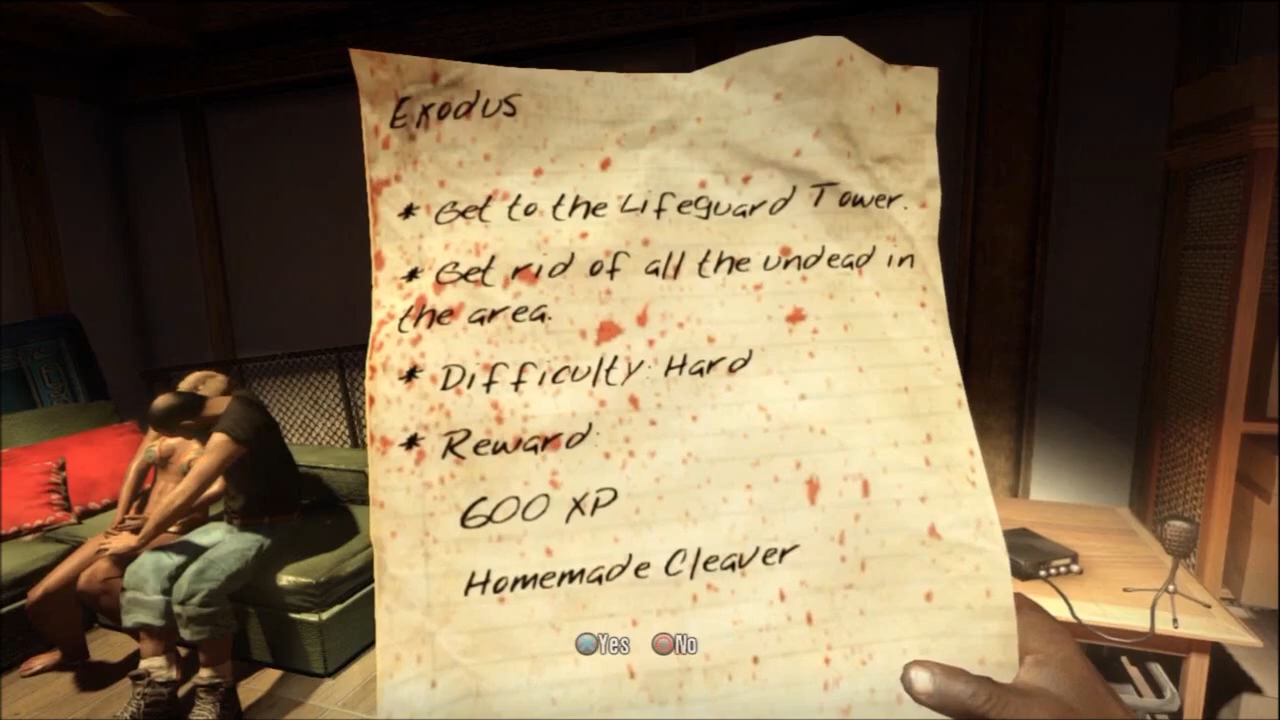 Exodus
* Get to the Lifeguard Tower.
* Get rid of all the undead in
the area.
* Difficulty: Hard
* Reward:
600 XP
Homemade Cleaver
Yes No